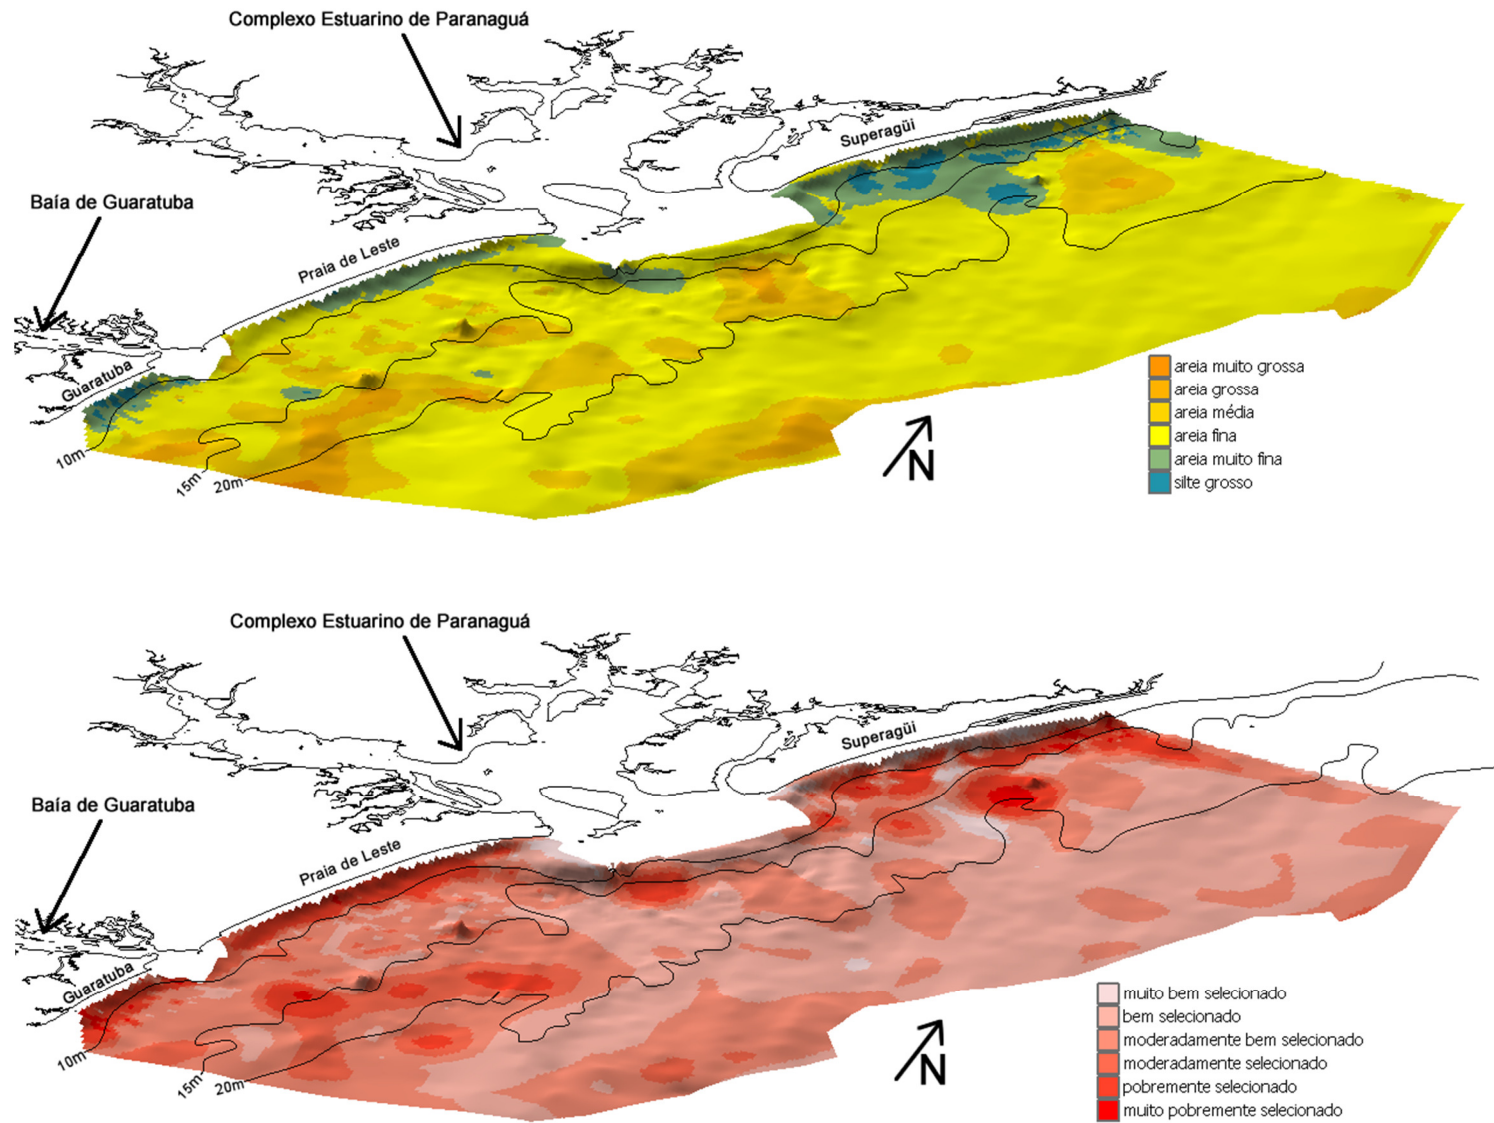 Complexo Estuarino de Paranaguá
Superagüi
Baía de Guaratuba
Praia de Leste
Guaratuba
10m
15m
20m
N
areia muito grossa
areia grossa
areia média
areia fina
areia muito fina
silte grosso
Complexo Estuarino de Paranaguá
Superagüi
Baía de Guaratuba
Praia de Leste
Guaratuba
10m
15m
20m
N
muito bem selecionado
bem selecionado
moderadamente bem selecionado
moderadamente selecionado
pobremente selecionado
muito pobremente selecionado